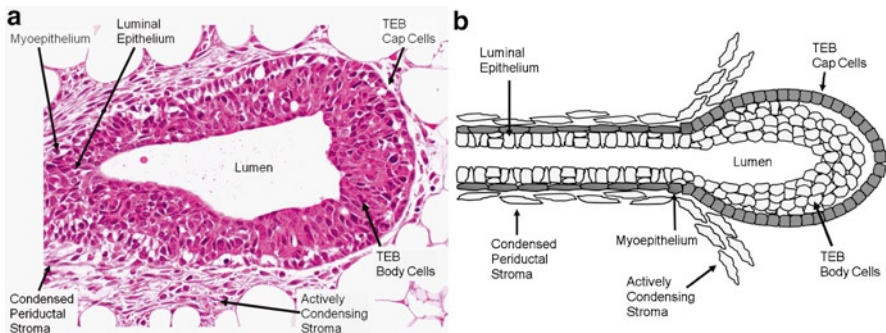 a
Myoepithelium
Luminal
Epithelium
TEB
Cap Cells
Lumen
Condensed
Periductal
Stroma
Actively
Condensing
Stroma
TEB
Body Cells
b
Luminal
Epithelium
TEB
Cap Cells
Lumen
Condensed
Periductal
Stroma
Myoepithelium
Actively
Condensing
Stroma
TEB
Body Cells